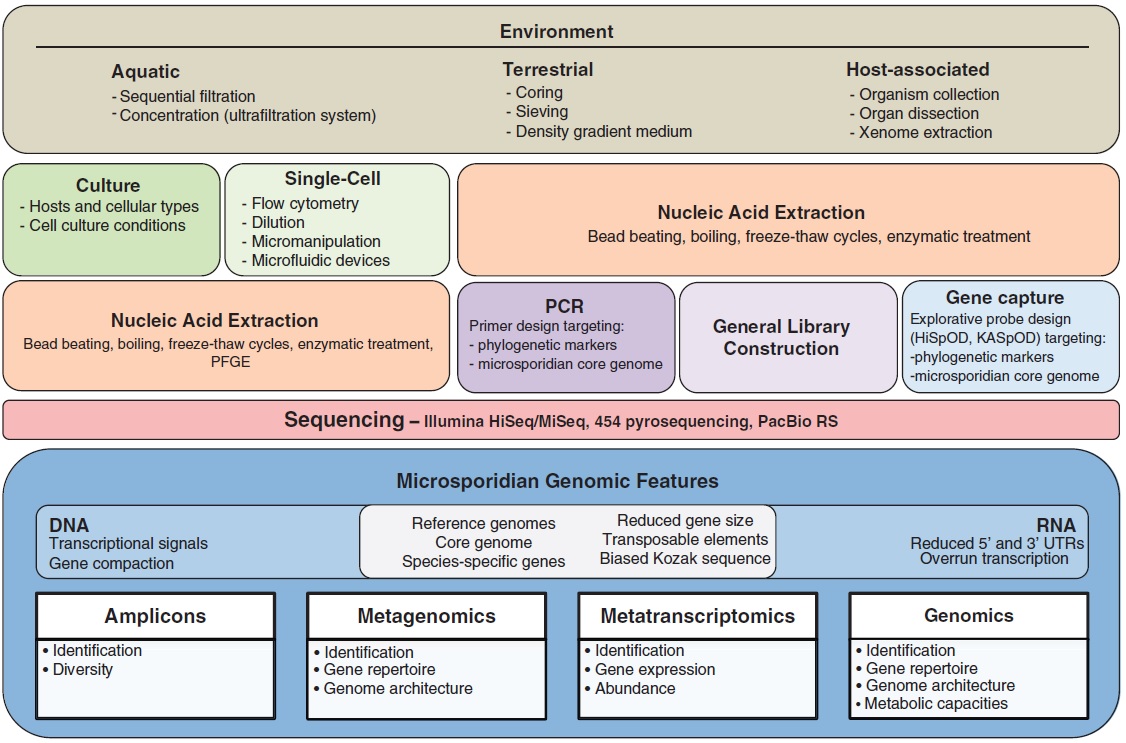 Environment
Aquatic
- Sequential filtration
- Concentration (ultrafiltration system)
Terrestrial
- Coring
- Sieving
- Density gradient medium
Host-associated
- Organism collection
- Organ dissection
- Xenome extraction
Culture
- Hosts and cellular types
- Cell culture conditions
Single-Cell
- Flow cytometry
- Dilution
- Micromanipulation
- Microfluidic devices
Nucleic Acid Extraction
Bead beating, boiling, freeze-thaw cycles, enzymatic treatment
Nucleic Acid Extraction
Bead beating, boiling, freeze-thaw cycles, enzymatic treatment,
PFGE
PCR
Primer design targeting:
- phylogenetic markers
- microsporidian core genome
General Library
Construction
Gene capture
Explorative probe design
(HiSpOD, KASpOD) targeting:
-phylogenetic markers
-microsporidian core genome
Sequencing – Illumina HiSeq/MiSeq, 454 pyrosequencing, PacBio RS
Microsporidian Genomic Features
DNA
Transcriptional signals
Gene compaction
Reference genomes
Core genome
Species-specific genes
Reduced gene size
Transposable elements
Biased Kozak sequence
RNA
Reduced 5’ and 3’ UTRs
Overrun transcription
Amplicons
• Identification
• Diversity
Metagenomics
• Identification
• Gene repertoire
• Genome architecture
Metatranscriptomics
• Identification
• Gene expression
• Abundance
Genomics
• Identification
• Gene repertoire
• Genome architecture
• Metabolic capacities